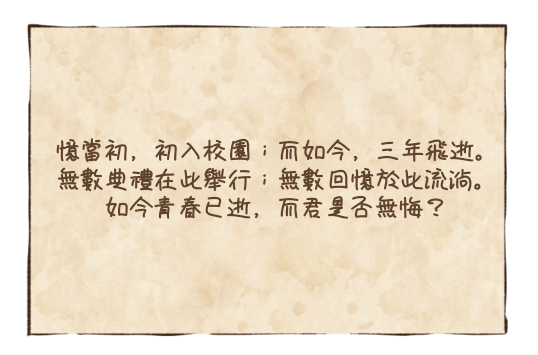 憶當初，初入校園；而如今，三年飛逝。
無數典禮在此舉行；無數回憶於此流淌。
如今青春已逝，而君是否無悔？